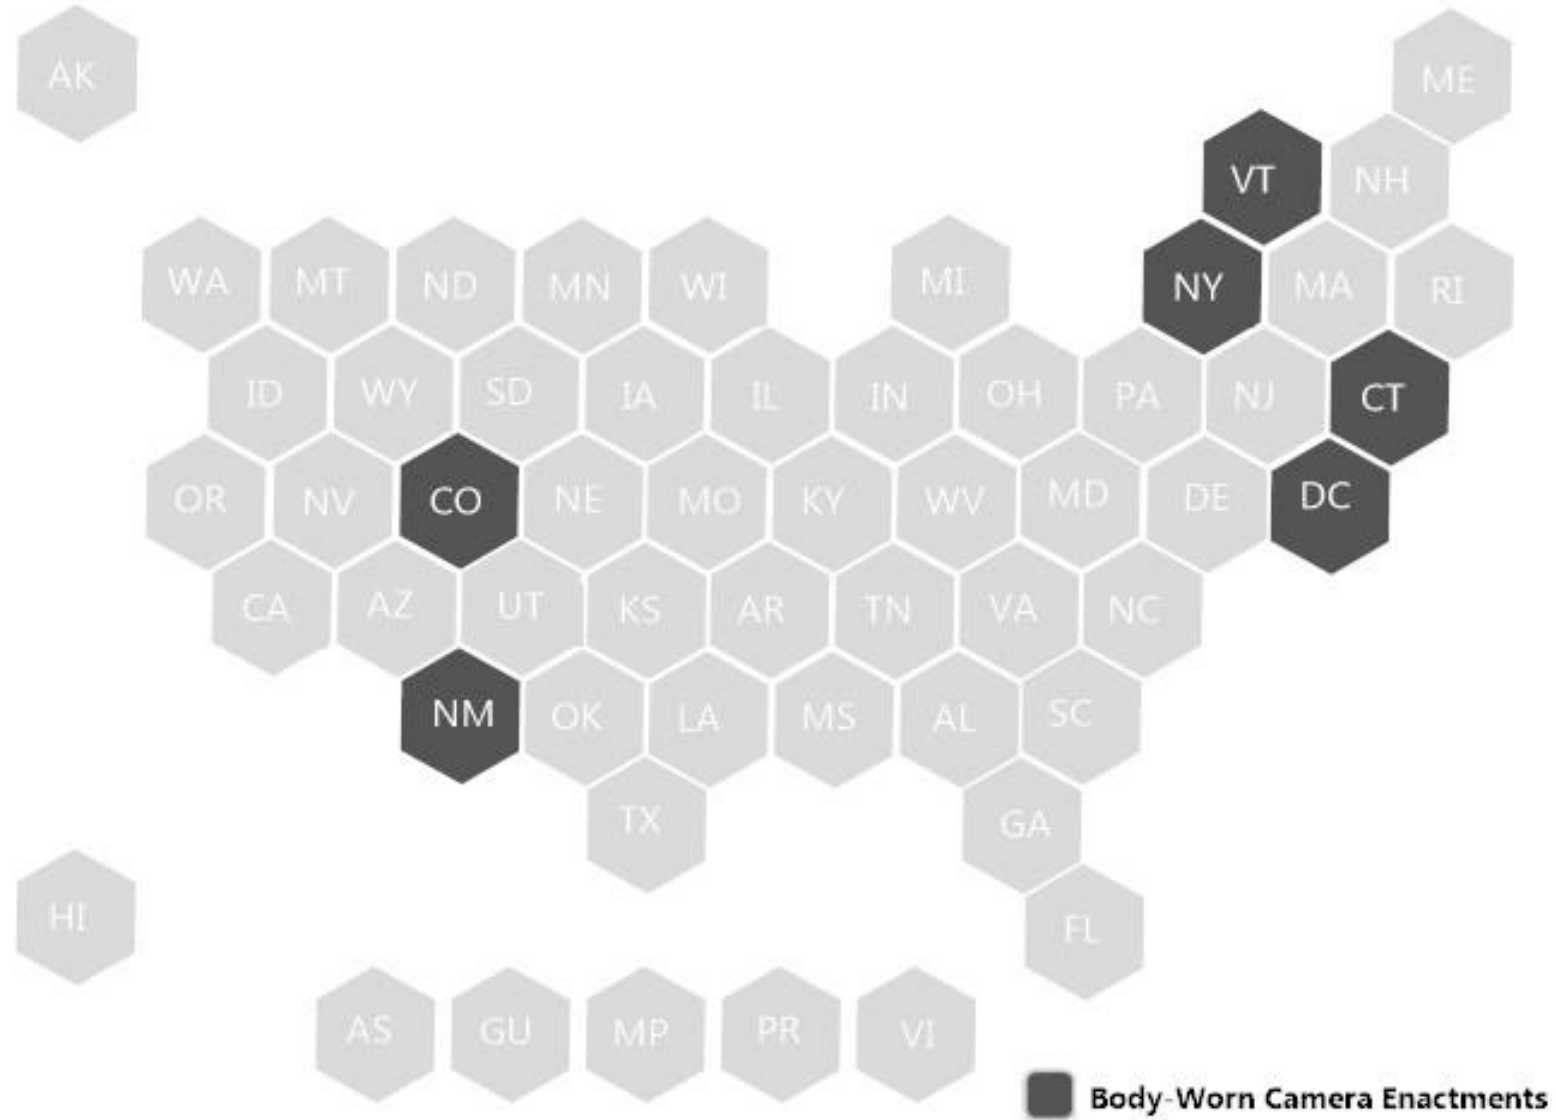 AK
ME
VT NH
WA MT ND MN WI MI NY MA RI
ID WY SD IA IL IN OH PA NJ CT
OR NV CO NE MO KY WV MD DE DC
CA AZ UT KS AR TN VA NC
NM OK LA MS AL SC
TX GA
HI FL
AS GU MP PR VI
Body-Worn Camera Enactments